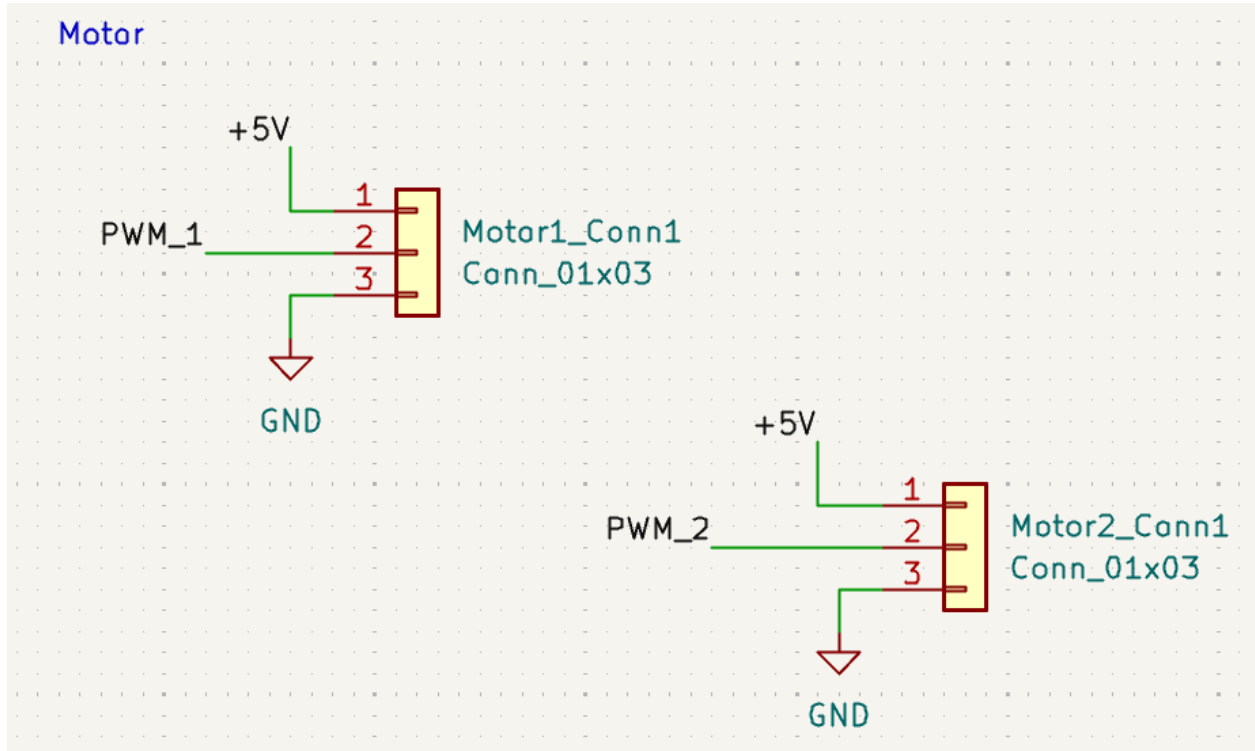 Motor
+5V
1
PWM_1
2
Motor1_Conn1
3
Conn_01x03
GND
+5V
1
PWM_2
2
Motor2_Conn1
3
Conn_01x03
GND